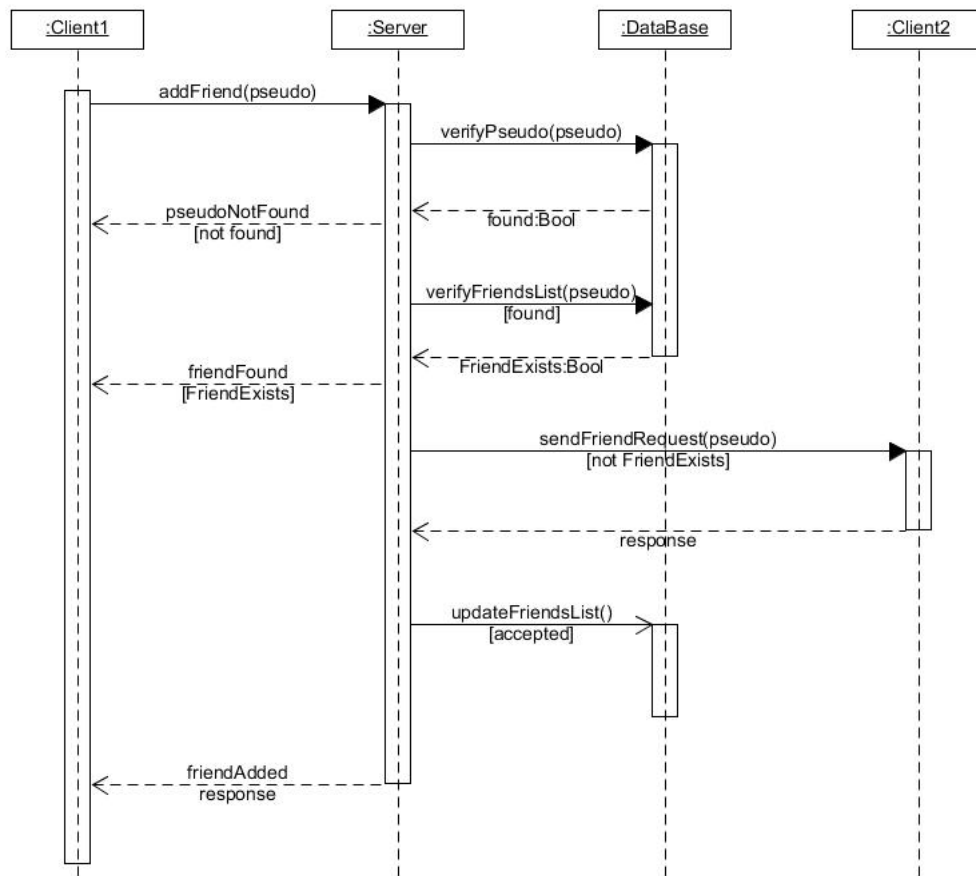 :Client1
:Server
:DataBase
:Client2
addFriend(pseudo)
verifyPseudo(pseudo)
pseudoNotFound
[not found]
found:Bool
verifyFriendsList(pseudo)
[found]
FriendExists:Bool
friendFound
[FriendExists]
sendFriendRequest(pseudo)
[not FriendExists]
response
updateFriendsList()
[accepted]
friendAdded
response